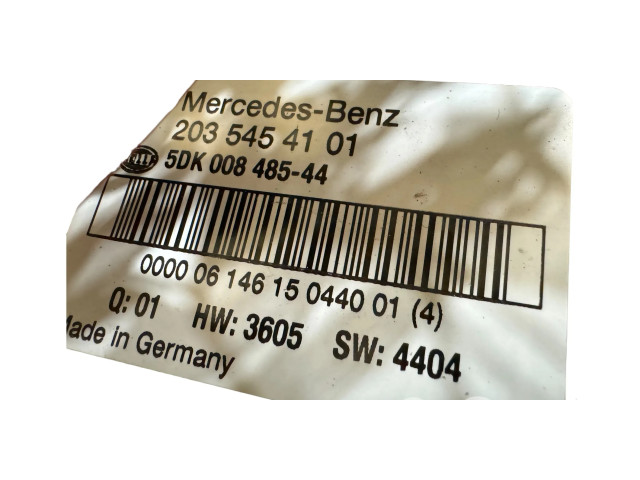 Mercedes-Benz
203 545 41 01
5DK 008 485-44
0000 06 146 15 0440 01 (4)
Q: 01 HW: 3605 SW: 4404
Made in Germany